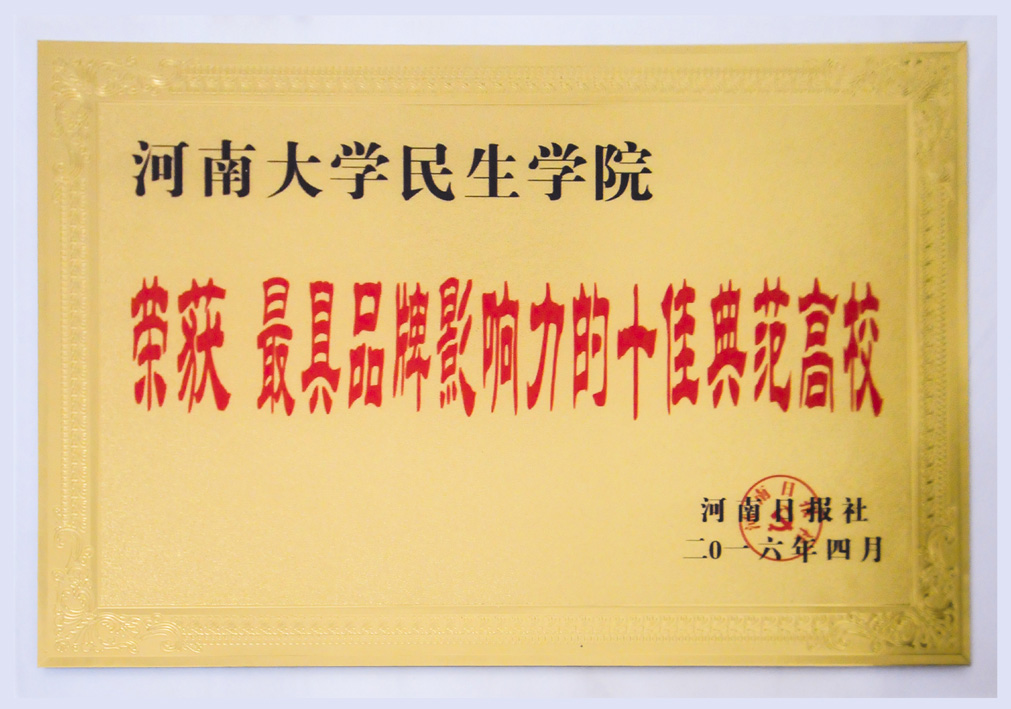 河南大学民生学院
荣获 最具品牌影响力的十佳典范高校
河南日报社
二0一六年四月